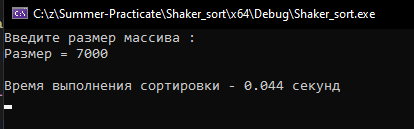 C:\z\Summer-Practicate\Shaker_sort\x64\Debug\Shaker_sort.exe
Введите размер массива :
Размер = 7000
Время выполнения сортировки - 0.044 секунд